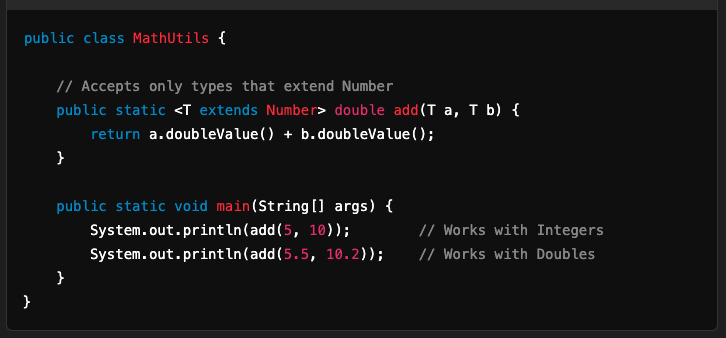 public class MathUtils {
// Accepts only types that extend Number
public static <T extends Number> double add(T a, T b) {
return a.doubleValue() + b.doubleValue();
}
public static void main(String[] args) {
System.out.println(add(5, 10)); // Works with Integers
System.out.println(add(5.5, 10.2)); // Works with Doubles
}
}